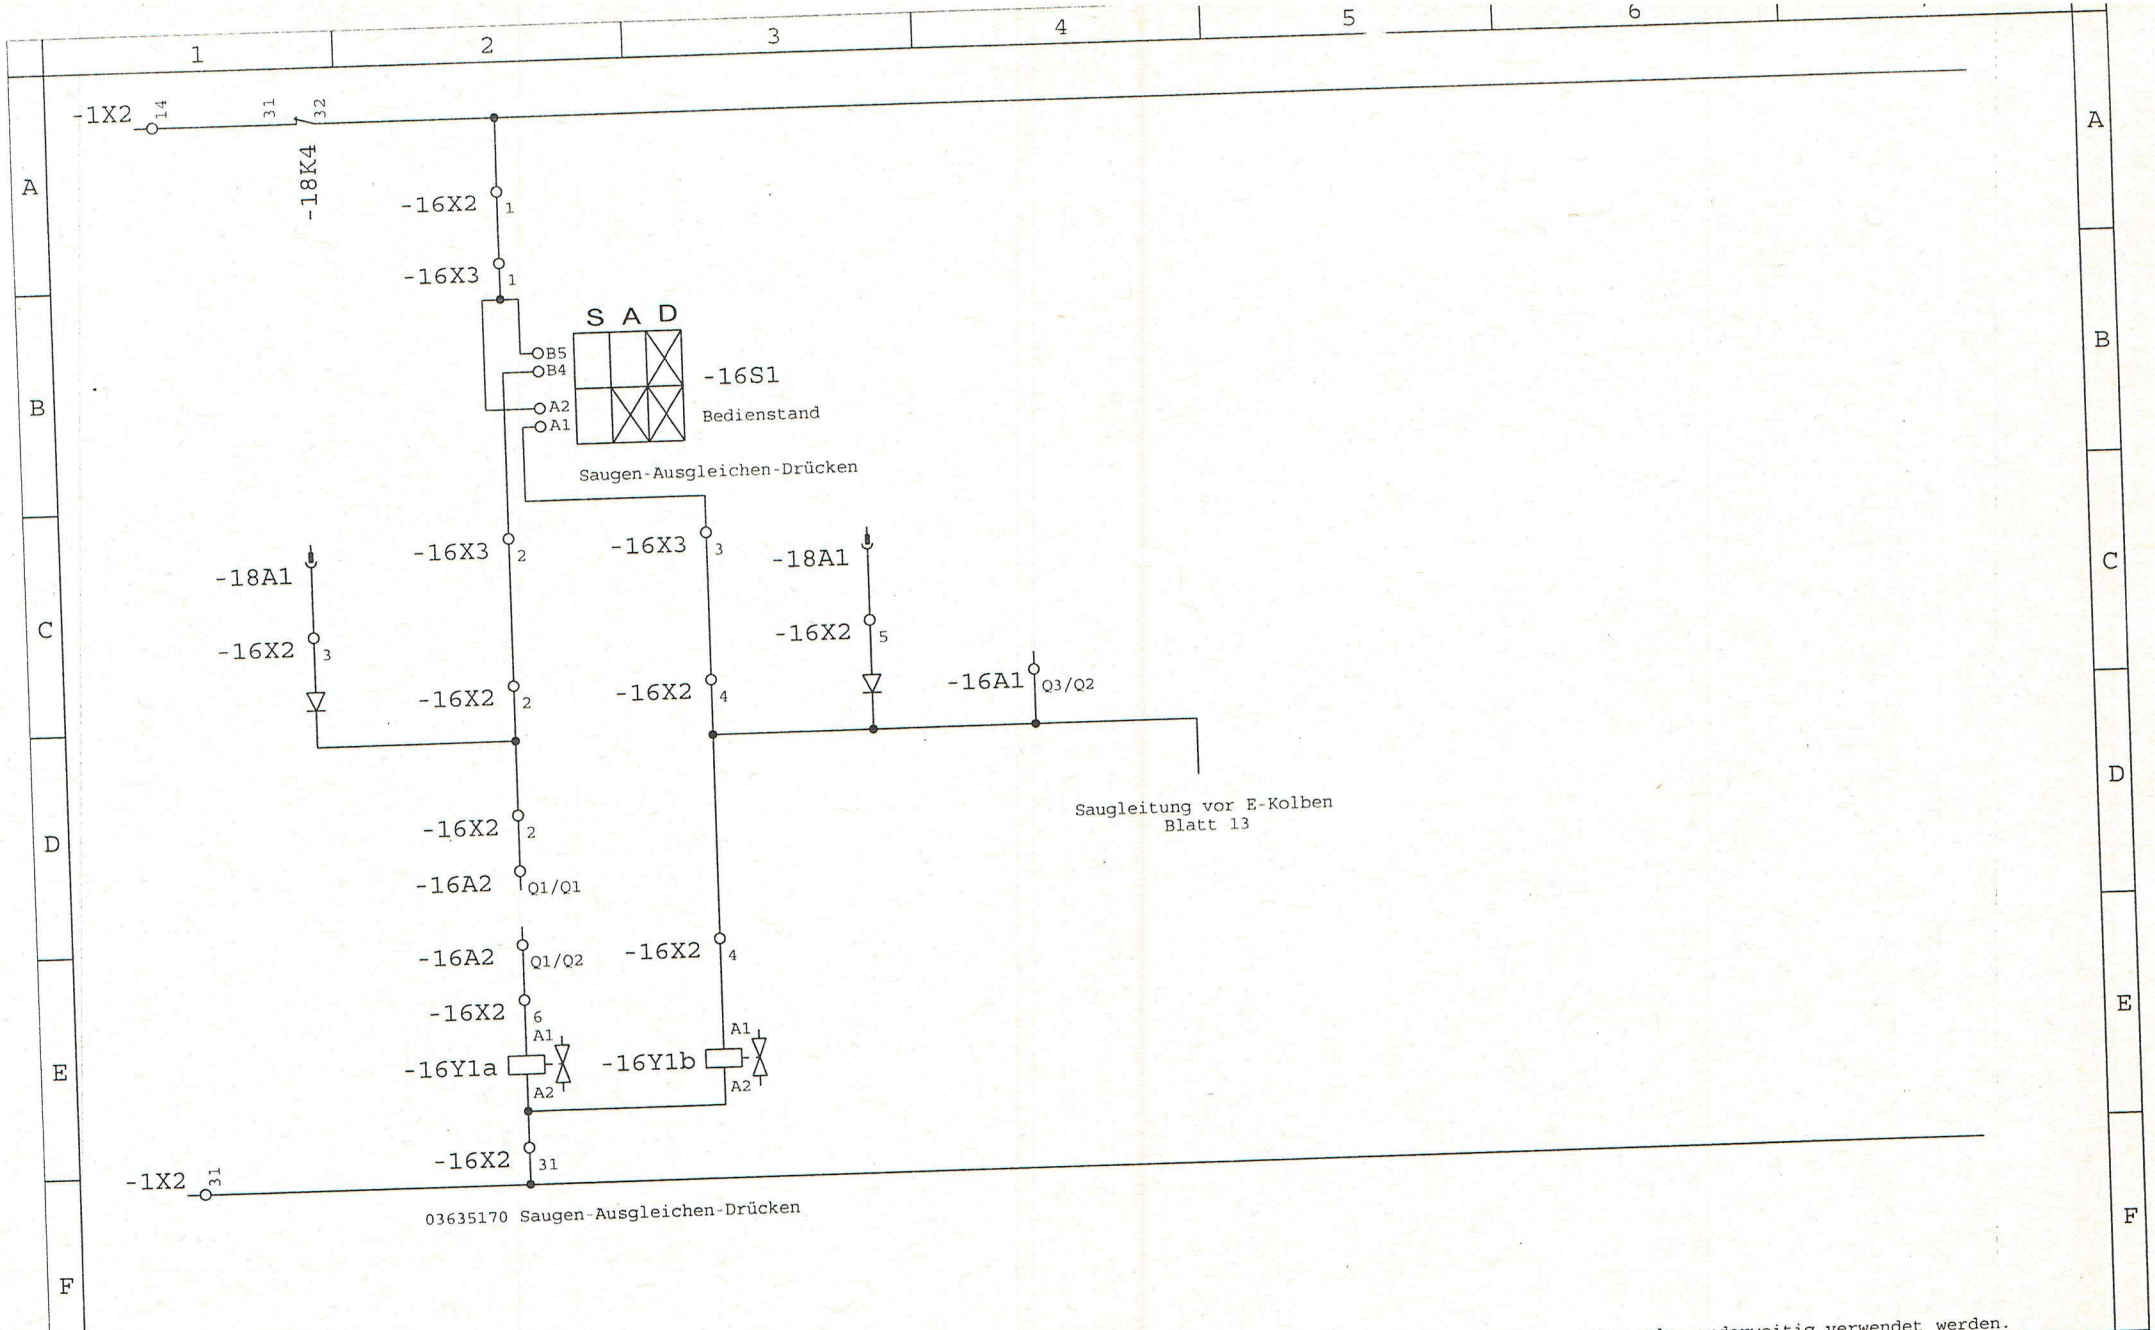 1 2 3 4 5 6
-1X2 14 31 32
A A
-18K4
-16X2 1
-16X3 1
B B
S A D
B5
B4
-16S1
A2
Bedienstand
A1
Saugen-Ausgleichen-Drücken
C C
-18A1 -16X3 2 -16X3 3 -18A1
-16X2 3 -16X2 5
-16X2 2 -16X2 4 -16A1 Q3/Q2
D D
Saugleitung vor E-Kolben
Blatt 13
-16X2 2
-16A2 Q1/Q1
-16A2 Q1/Q2 -16X2 4
E E
-16X2 6
A1 A1
-16Y1a -16Y1b
A2 A2
-16X2 31
-1X2 31
F F
03635170 Saugen-Ausgleichen-Drücken
verwendet werden.